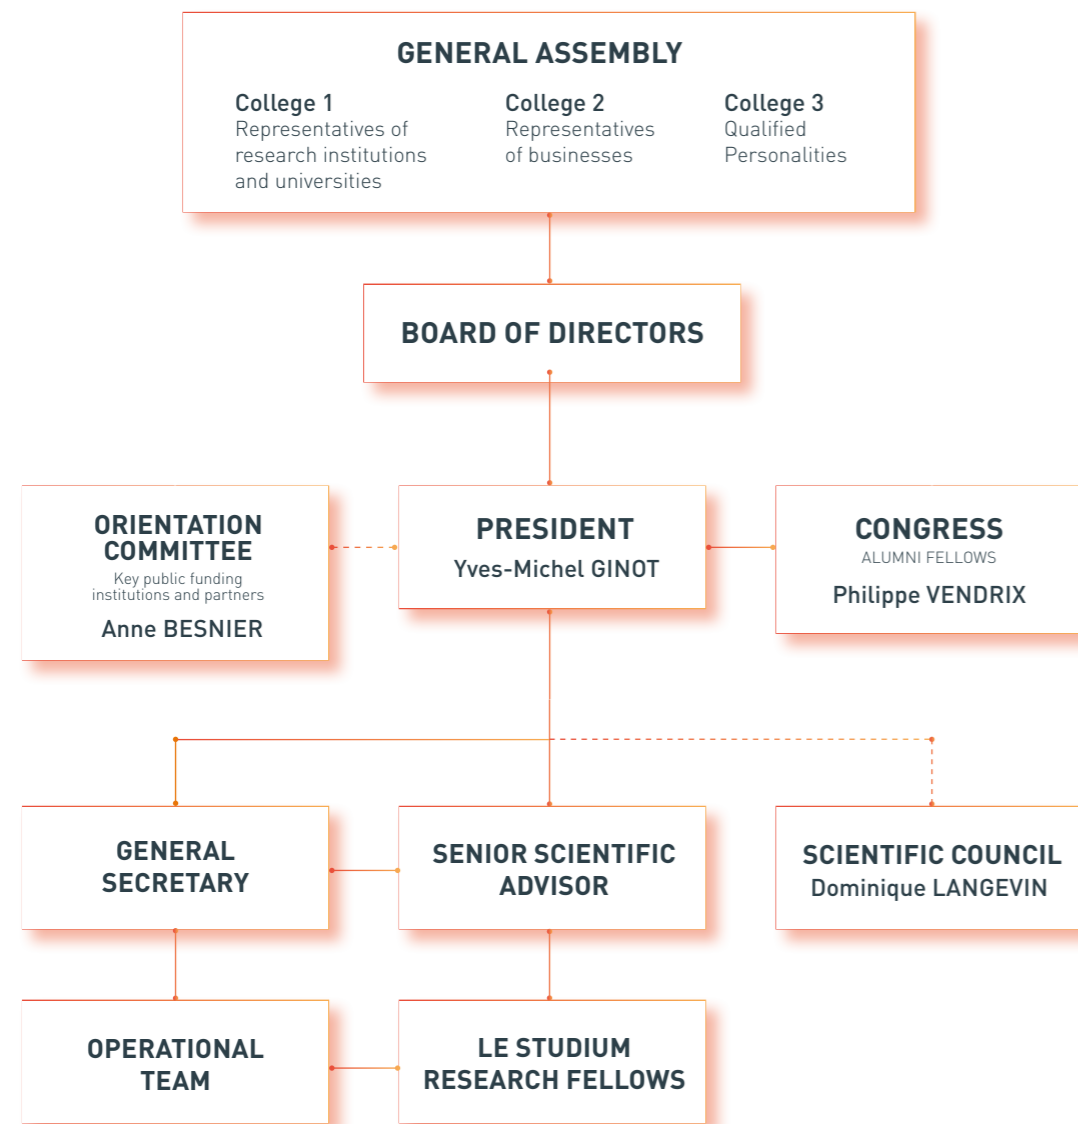 GENERAL ASSEMBLY
College 1
Representatives of
research institutions
and universities
College 2
Representatives
of businesses
College 3
Qualified
Personalities
BOARD OF DIRECTORS
ORIENTATION
COMMITTEE
Key public funding
institutions and partners
Anne BESNIER
PRESIDENT
Yves-Michel GINOT
CONGRESS
ALUMNI FELLOWS
Philippe VENDRIX
GENERAL
SECRETARY
SENIOR SCIENTIFIC
ADVISOR
SCIENTIFIC COUNCIL
Dominique LANGEVIN
OPERATIONAL
TEAM
LE STUDIUM
RESEARCH FELLOWS